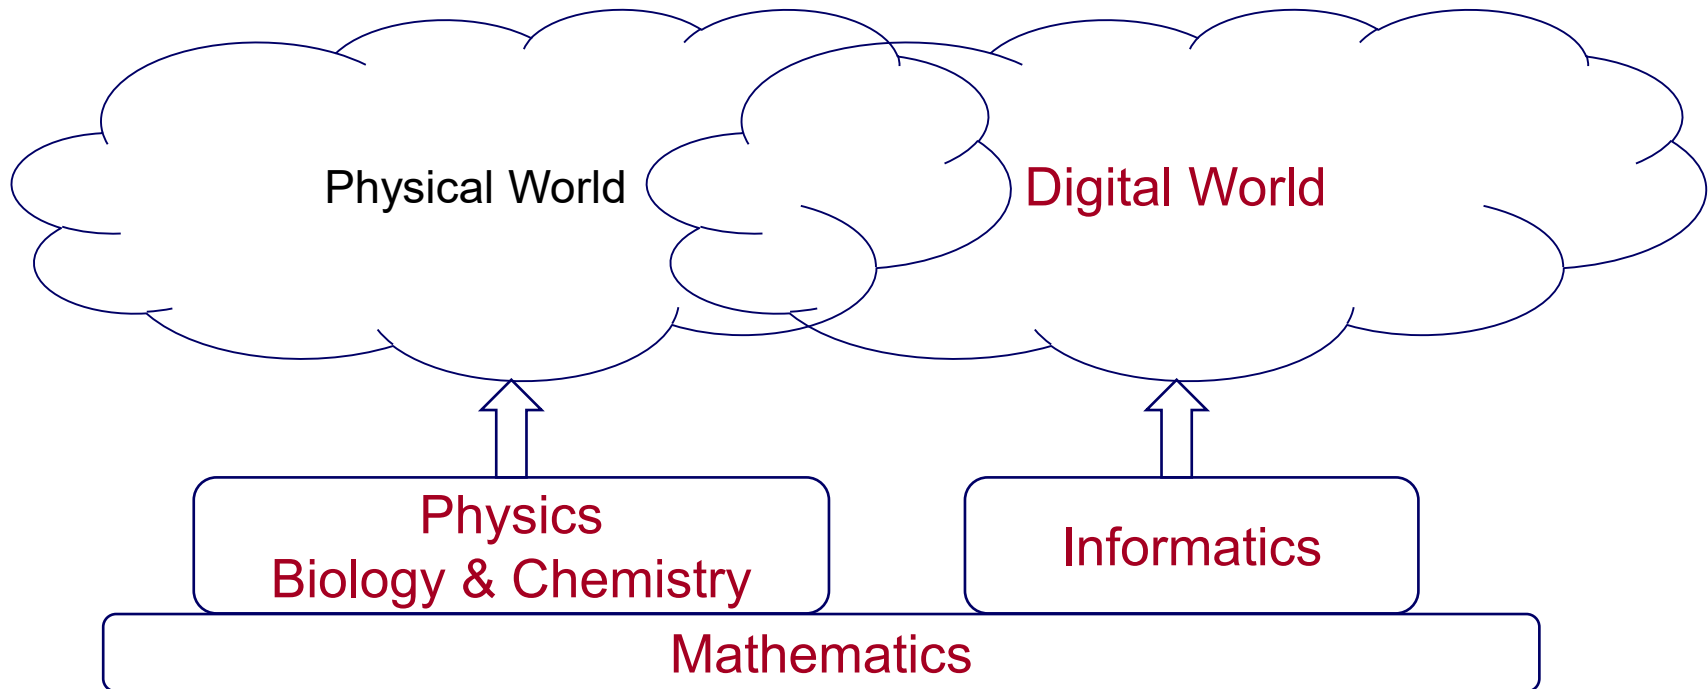 Physical World
Digital World
Physics
Biology & Chemistry
Informatics
Mathematics